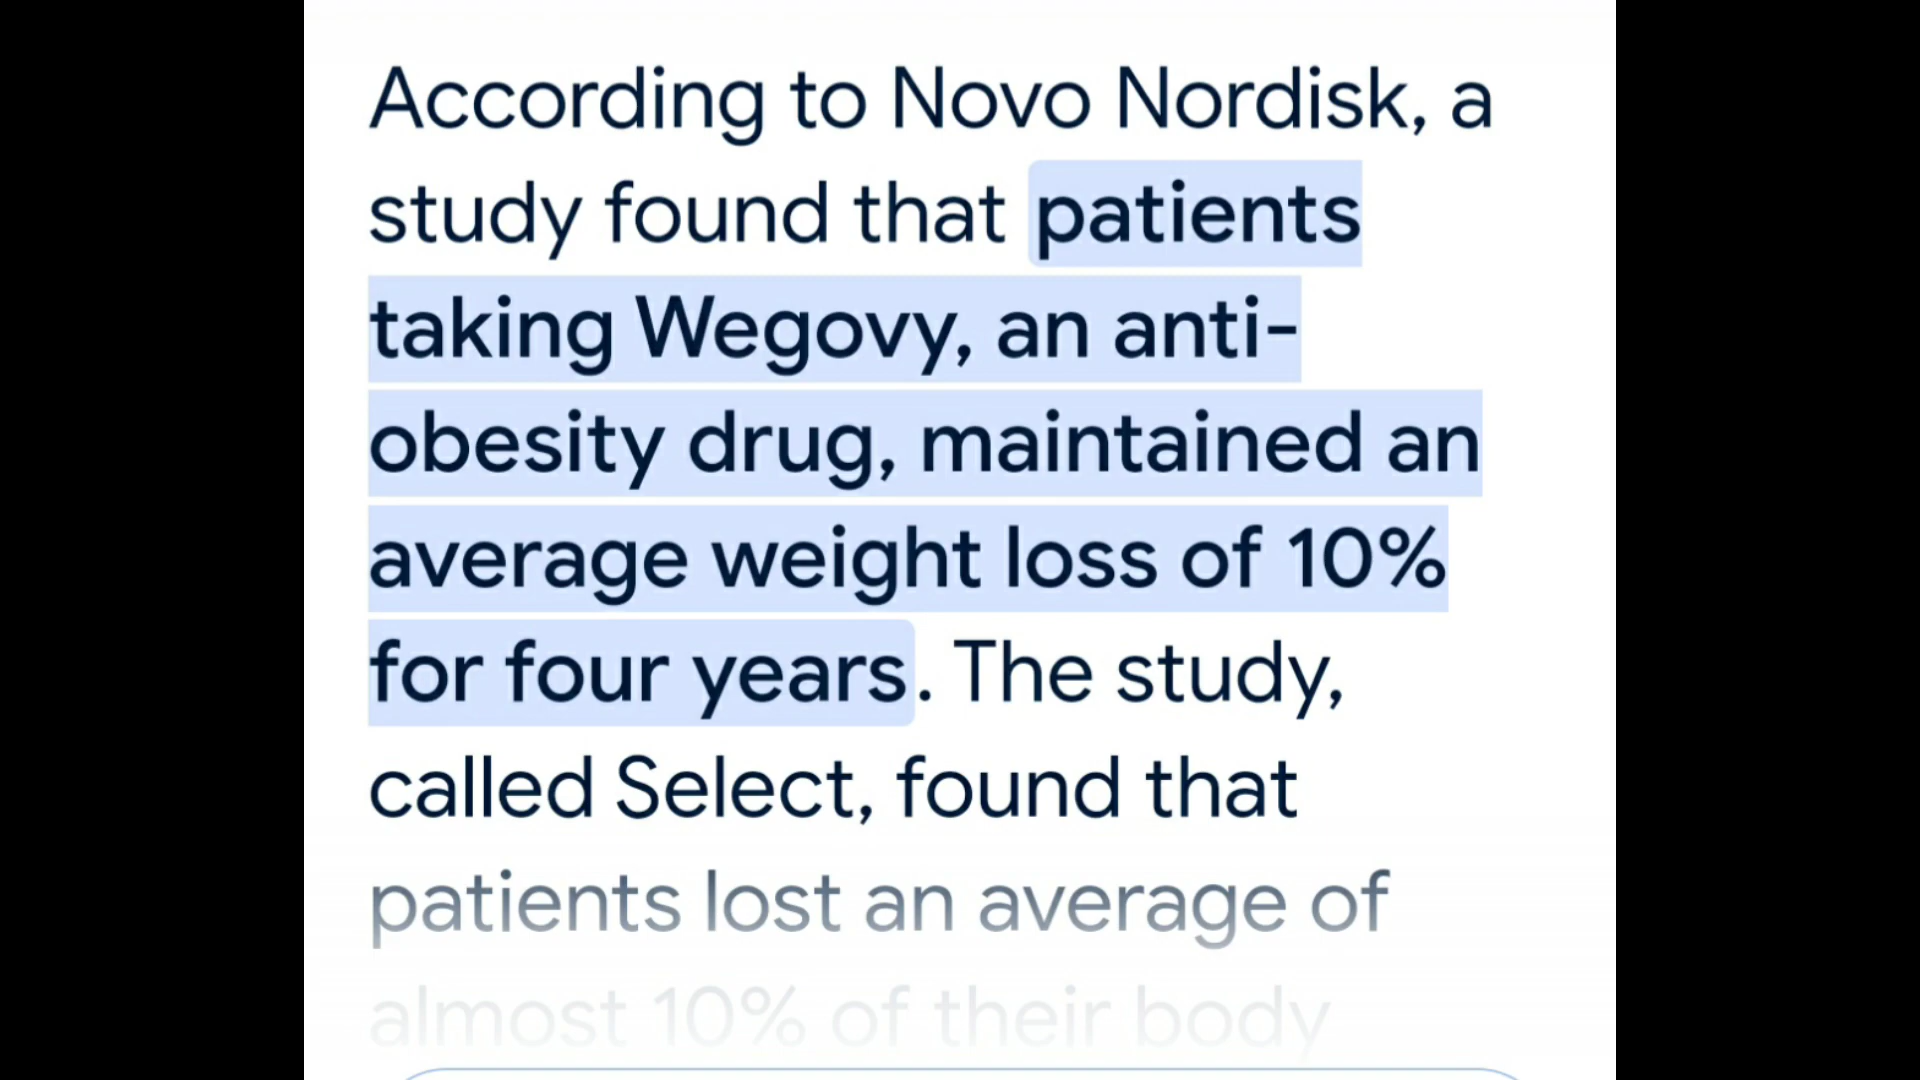 According to Novo Nordisk, a
study found that patients
taking Wegovy, an anti-
obesity drug, maintained an
average weight loss of 10%
for four years. The study,
called Select, found that
patients lost an average of
almost 10% of their body